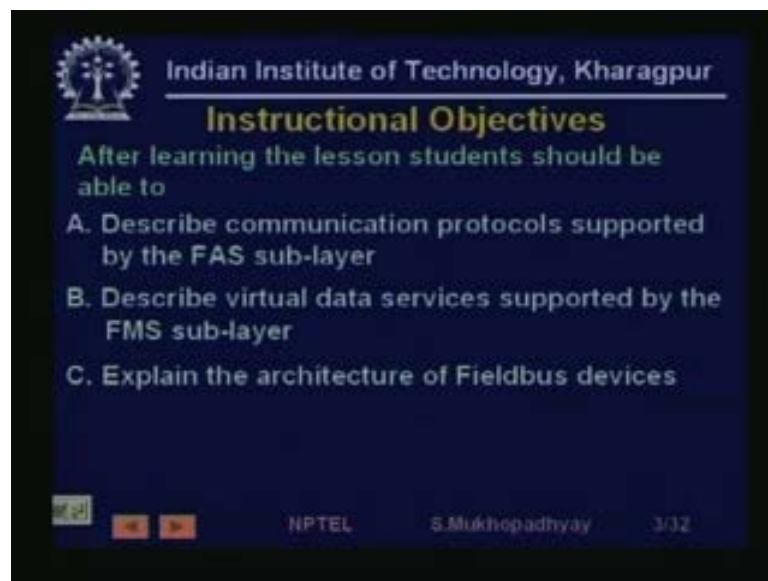 Indian Institute of Technology, Kharagpur
Instructional Objectives
After learning the lesson students should be
able to
A. Describe communication protocols supported
by the FAS sub-layer
B. Describe virtual data services supported by the
FMS sub-layer
C. Explain the architecture of Fieldbus devices
NPTEL S.Mukhopadhyay 3/32